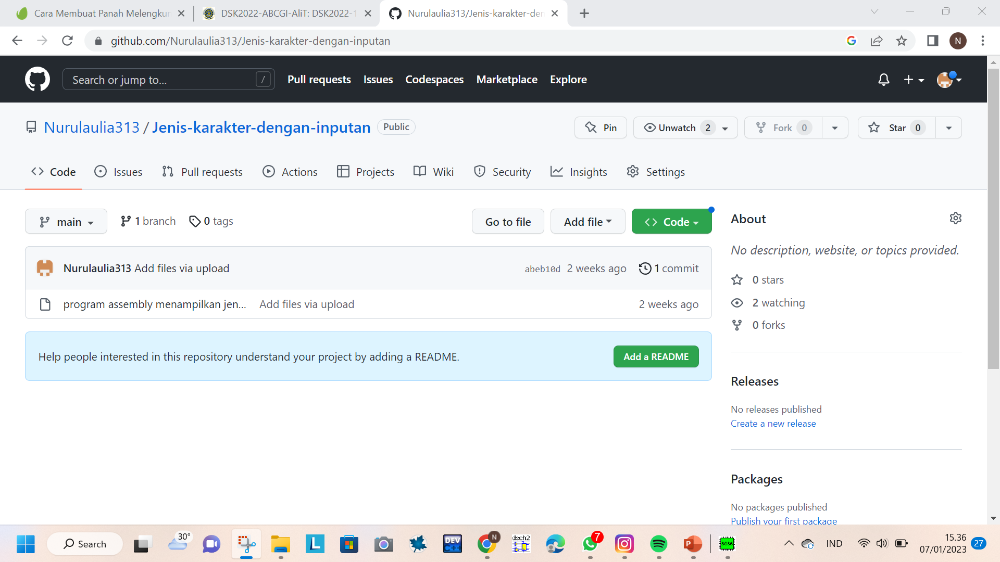 Cara Membuat Panah Melengkun
DSK2022-ABCGI-AliT: DSK2022-1
Nurulaulia313/Jenis-karakter-den
github.com/Nurulaulia313/Jenis-karakter-dengan-inputan
N
Search or jump to...
/
Pull requests
Issues
Codespaces
Marketplace
Explore
Nurulaulia313 / Jenis-karakter-dengan-inputan
Public
Pin
Unwatch 2
Fork 0
Star 0
Code
Issues
Pull requests
Actions
Projects
Wiki
Security
Insights
Settings
main
1 branch
0 tags
Go to file
Add file
Code
Nurulaulia313 Add files via upload
abeb10d 2 weeks ago
1 commit
program assembly menampilkan jen...
Add files via upload
2 weeks ago
Help people interested in this repository understand your project by adding a README.
Add a README
About
No description, website, or topics provided.
0 stars
2 watching
0 forks
Releases
No releases published
Create a new release
Packages
No packages published
Publish your first package
Search
30°
L
DEV
C++
N
dsch2
7
P
8086
IND
15.36
07/01/2023
27